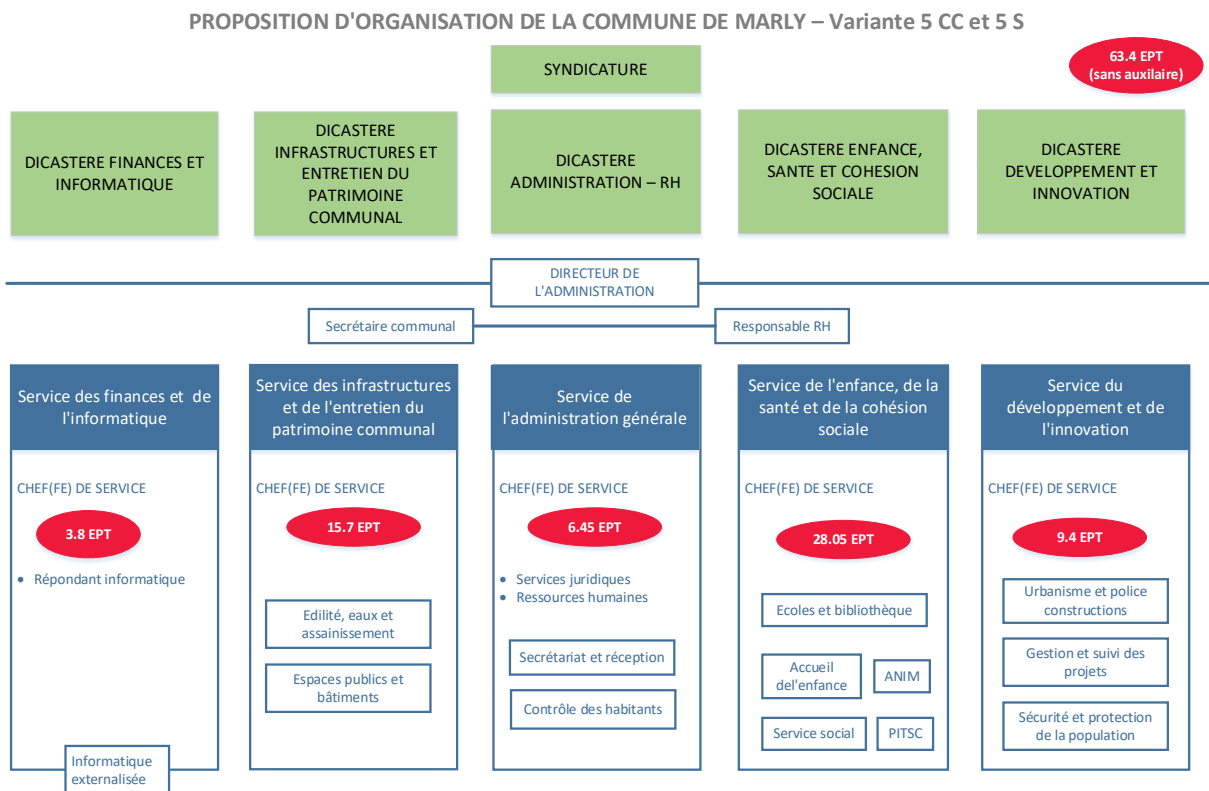 PROPOSITION D'ORGANISATION DE LA COMMUNE DE MARLY – Variante 5 CC et 5 S
63.4 EPT
(sans auxilaire)
SYNDICATURE
DICASTERE FINANCES ET
INFORMATIQUE
DICASTERE
INFRASTRUCTURES ET
ENTRETIEN DU
PATRIMOINE
COMMUNAL
DICASTERE
ADMINISTRATION – RH
DICASTERE ENFANCE,
SANTE ET COHESION
SOCIALE
DICASTERE
DEVELOPPEMENT ET
INNOVATION
DIRECTEUR DE
L'ADMINISTRATION
Secrétaire communal
Responsable RH
Service des finances et de
l'informatique
CHEF(FE) DE SERVICE
3.8 EPT
• Répondant informatique
Informatique
externalisée
Service des infrastructures
et de l'entretien du
patrimoine communal
CHEF(FE) DE SERVICE
15.7 EPT
Edilité, eaux et
assainissement
Espaces publics et
bâtiments
Service de
l'administration générale
CHEF(FE) DE SERVICE
6.45 EPT
• Services juridiques
• Ressources humaines
Secrétariat et réception
Contrôle des habitants
Service de l'enfance, de la
santé et de la cohésion
sociale
CHEF(FE) DE SERVICE
28.05 EPT
Ecoles et bibliothèque
Accueil
del'enfance
ANIM
Service social
PITSC
Service du
développement et de
l'innovation
CHEF(FE) DE SERVICE
9.4 EPT
Urbanisme et police
constructions
Gestion et suivi des
projets
Sécurité et protection
de la population